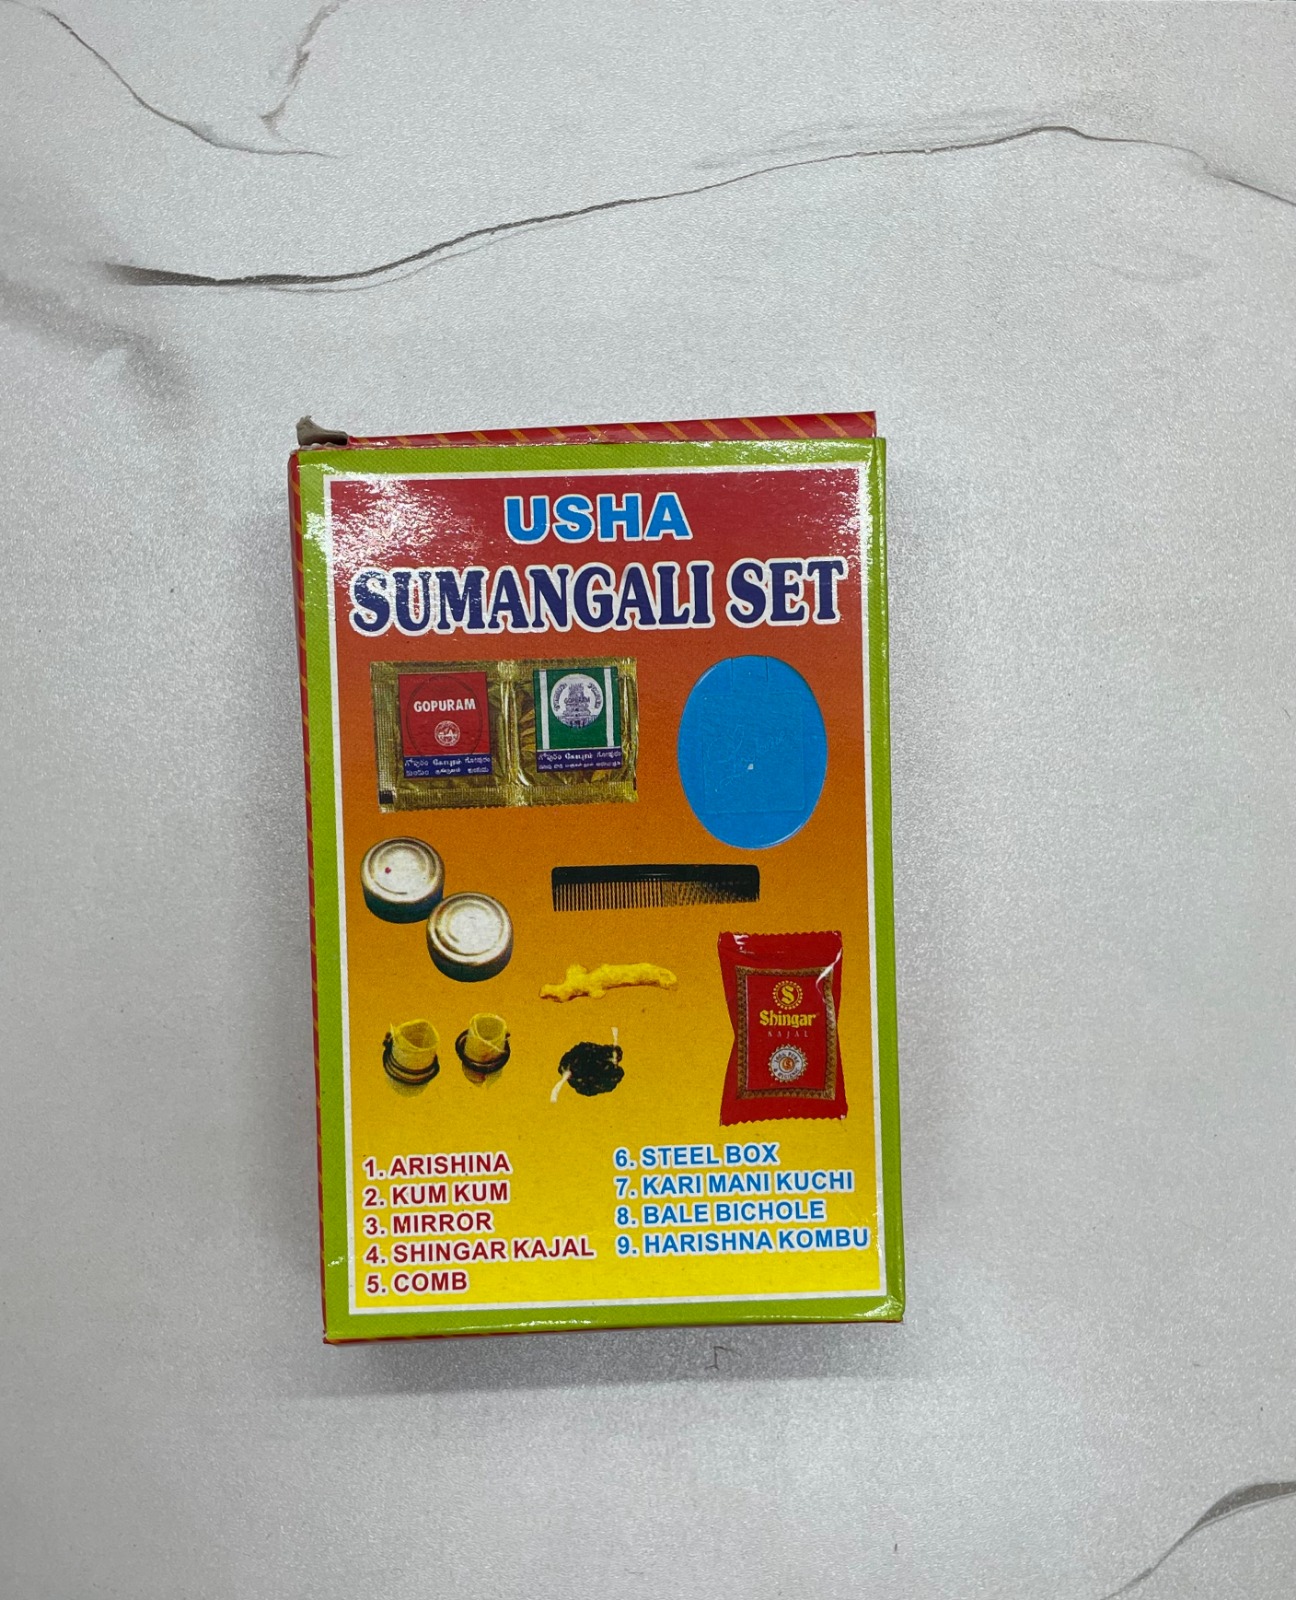 USHA
SUMANGALI SET
GOPURAM
GOPURAM
S
Shingar
KAJAL
1. ARISHINA
2. KUM KUM
3. MIRROR
4. SHINGAR KAJAL
5. COMB
6. STEEL BOX
7. KARI MANI KUCHI
8. BALE BICHOLE
9. HARISHNA KOMBU